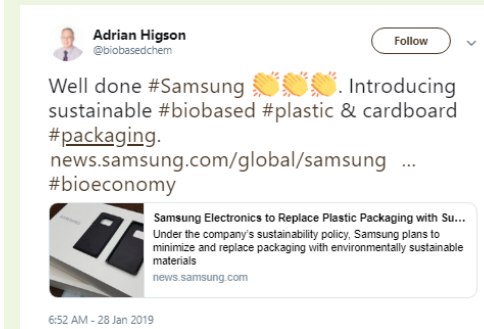 Adrian Higson
@biobasedchem
Follow
Well done #Samsung 👏👏👏. Introducing
sustainable #biobased #plastic & cardboard
#packaging.
news.samsung.com/global/samsung ...
#bioeconomy
Samsung Electronics to Replace Plastic Packaging with Su...
Under the company's sustainability policy, Samsung plans to
minimize and replace packaging with environmentally sustainable
materials
news.samsung.com
6:52 AM - 28 Jan 2019